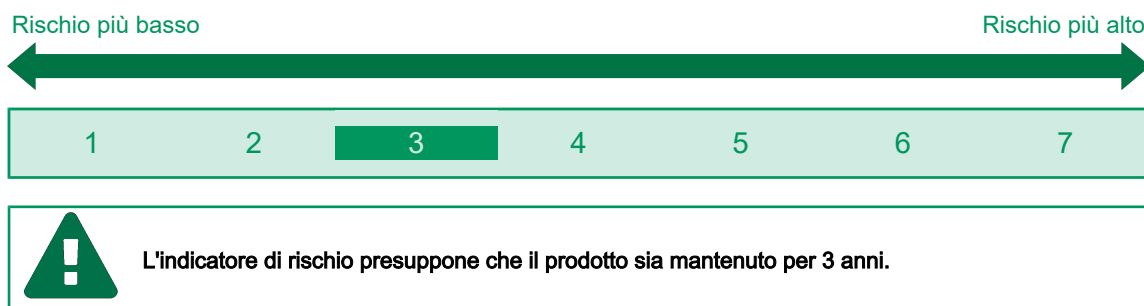 Rischio più basso Rischio più alto
1 2 3 4 5 6 7
L'indicatore di rischio presuppone che il prodotto sia mantenuto per 3 anni.